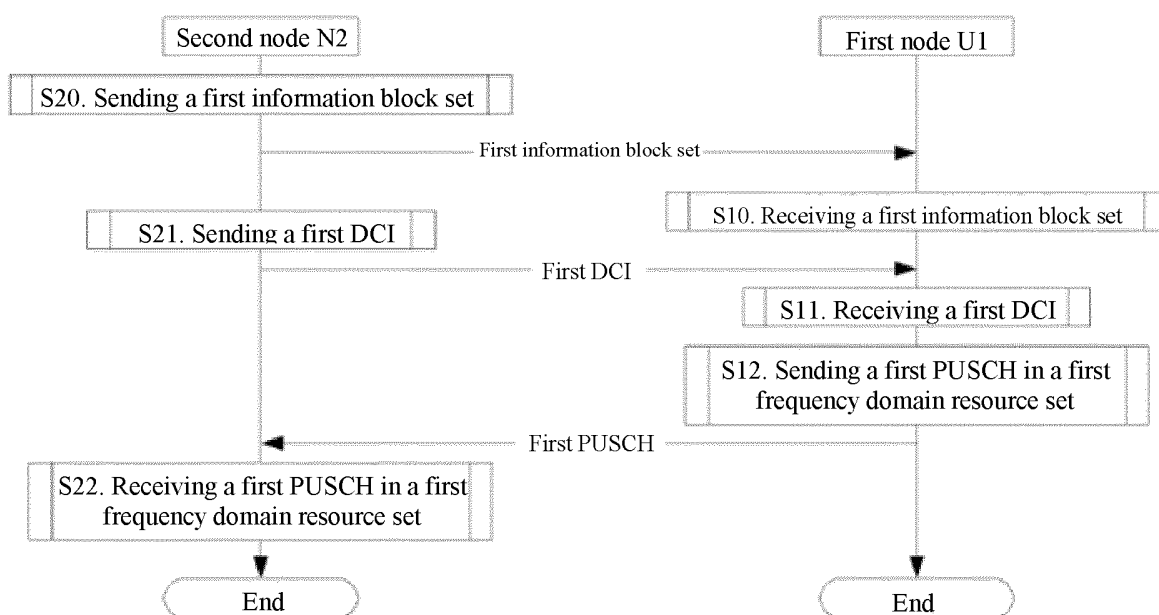 Second node N2
First node U1
S20. Sending a first information block set
First information block set
S10. Receiving a first information block set
S21. Sending a first DCI
First DCI
S11. Receiving a first DCI
S12. Sending a first PUSCH in a first
frequency domain resource set
First PUSCH
S22. Receiving a first PUSCH in a first
frequency domain resource set
End
End